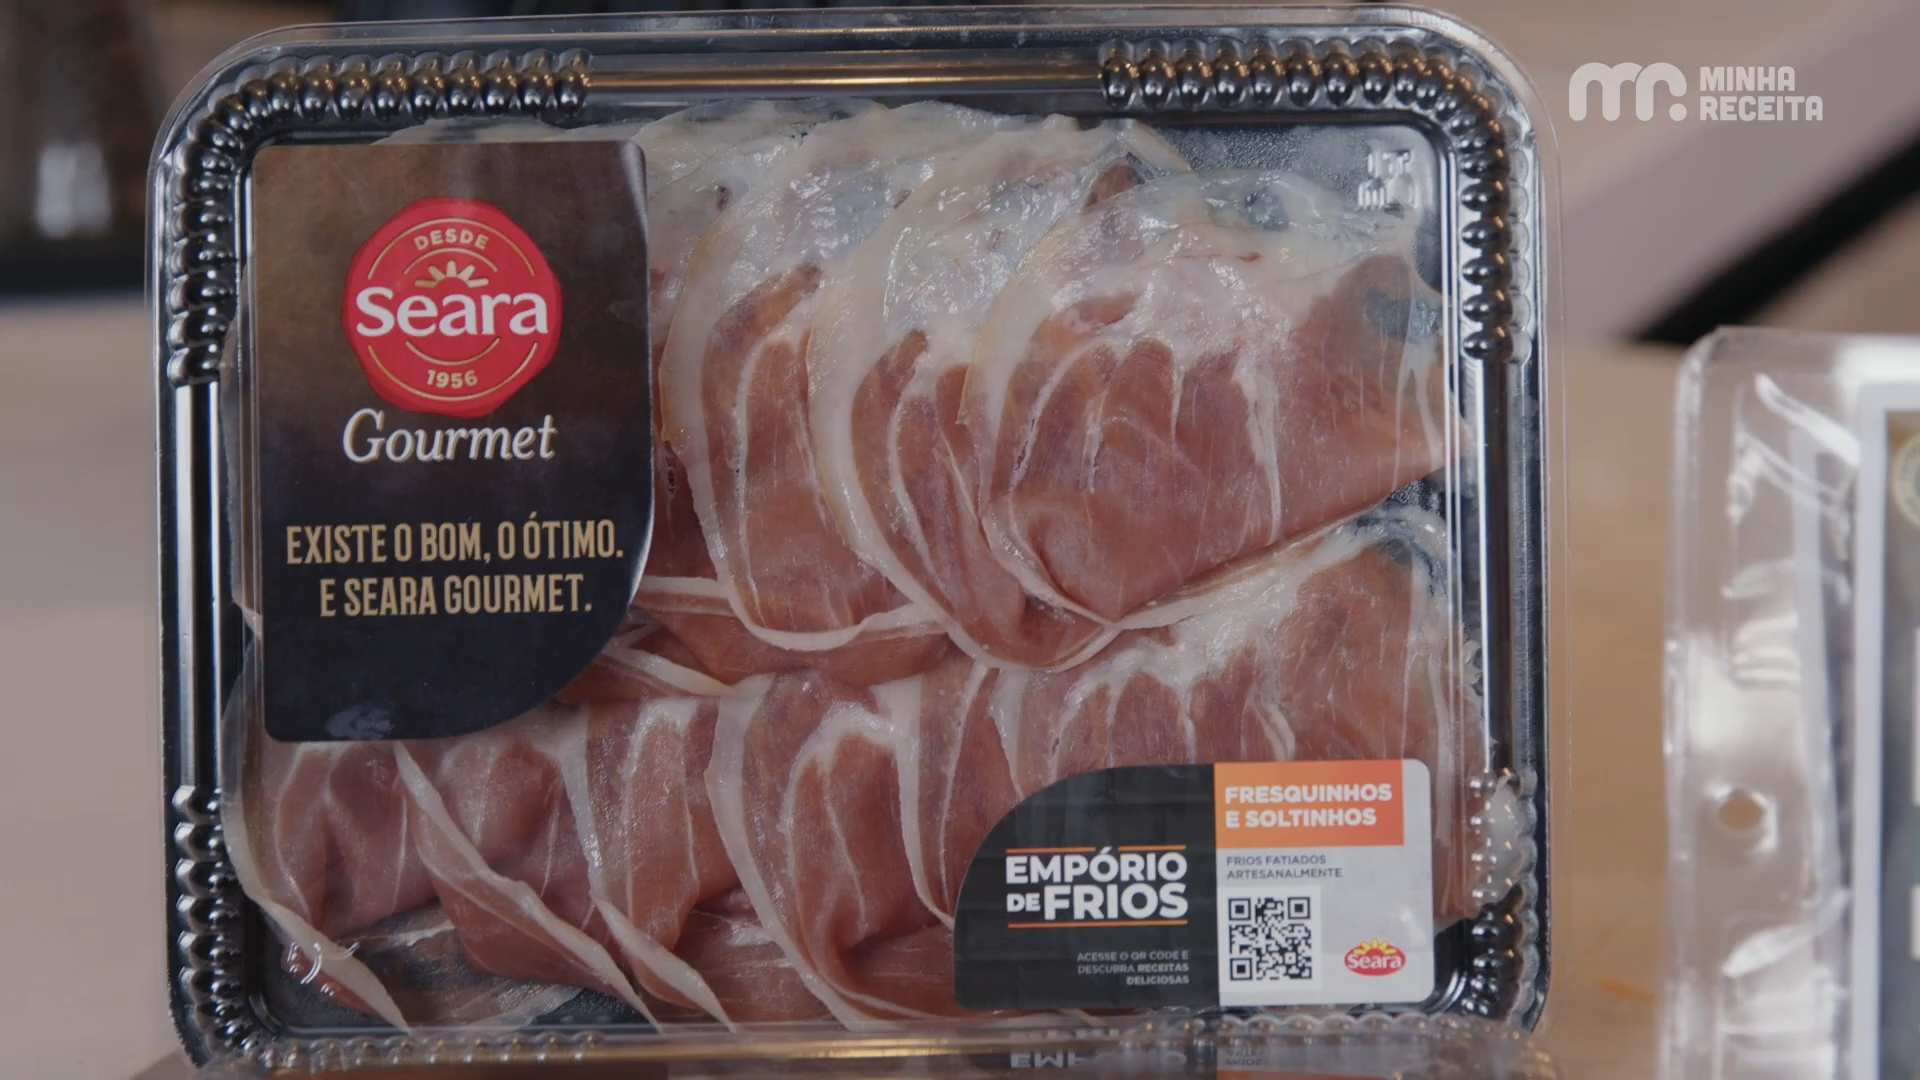 MINHA
RECEITA
DESDE
Seara
1956
Gourmet
EXISTE O BOM, O ÓTIMO.
E SEARA GOURMET.
EMPÓRIO
DE FRIOS
ACESSE O QR CODE E
DESCUBRA RECEITAS
DELICIOSAS
FRESQUINHOS
E SOLTINHOS
FRIOS FATIADOS
ARTESANALMENTE
Seara